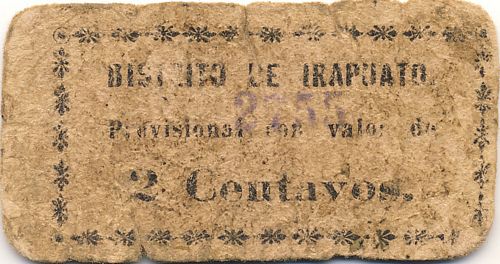 DISTRITO DE IRAPUATO.
Provisional con valor de
2 Centavos.